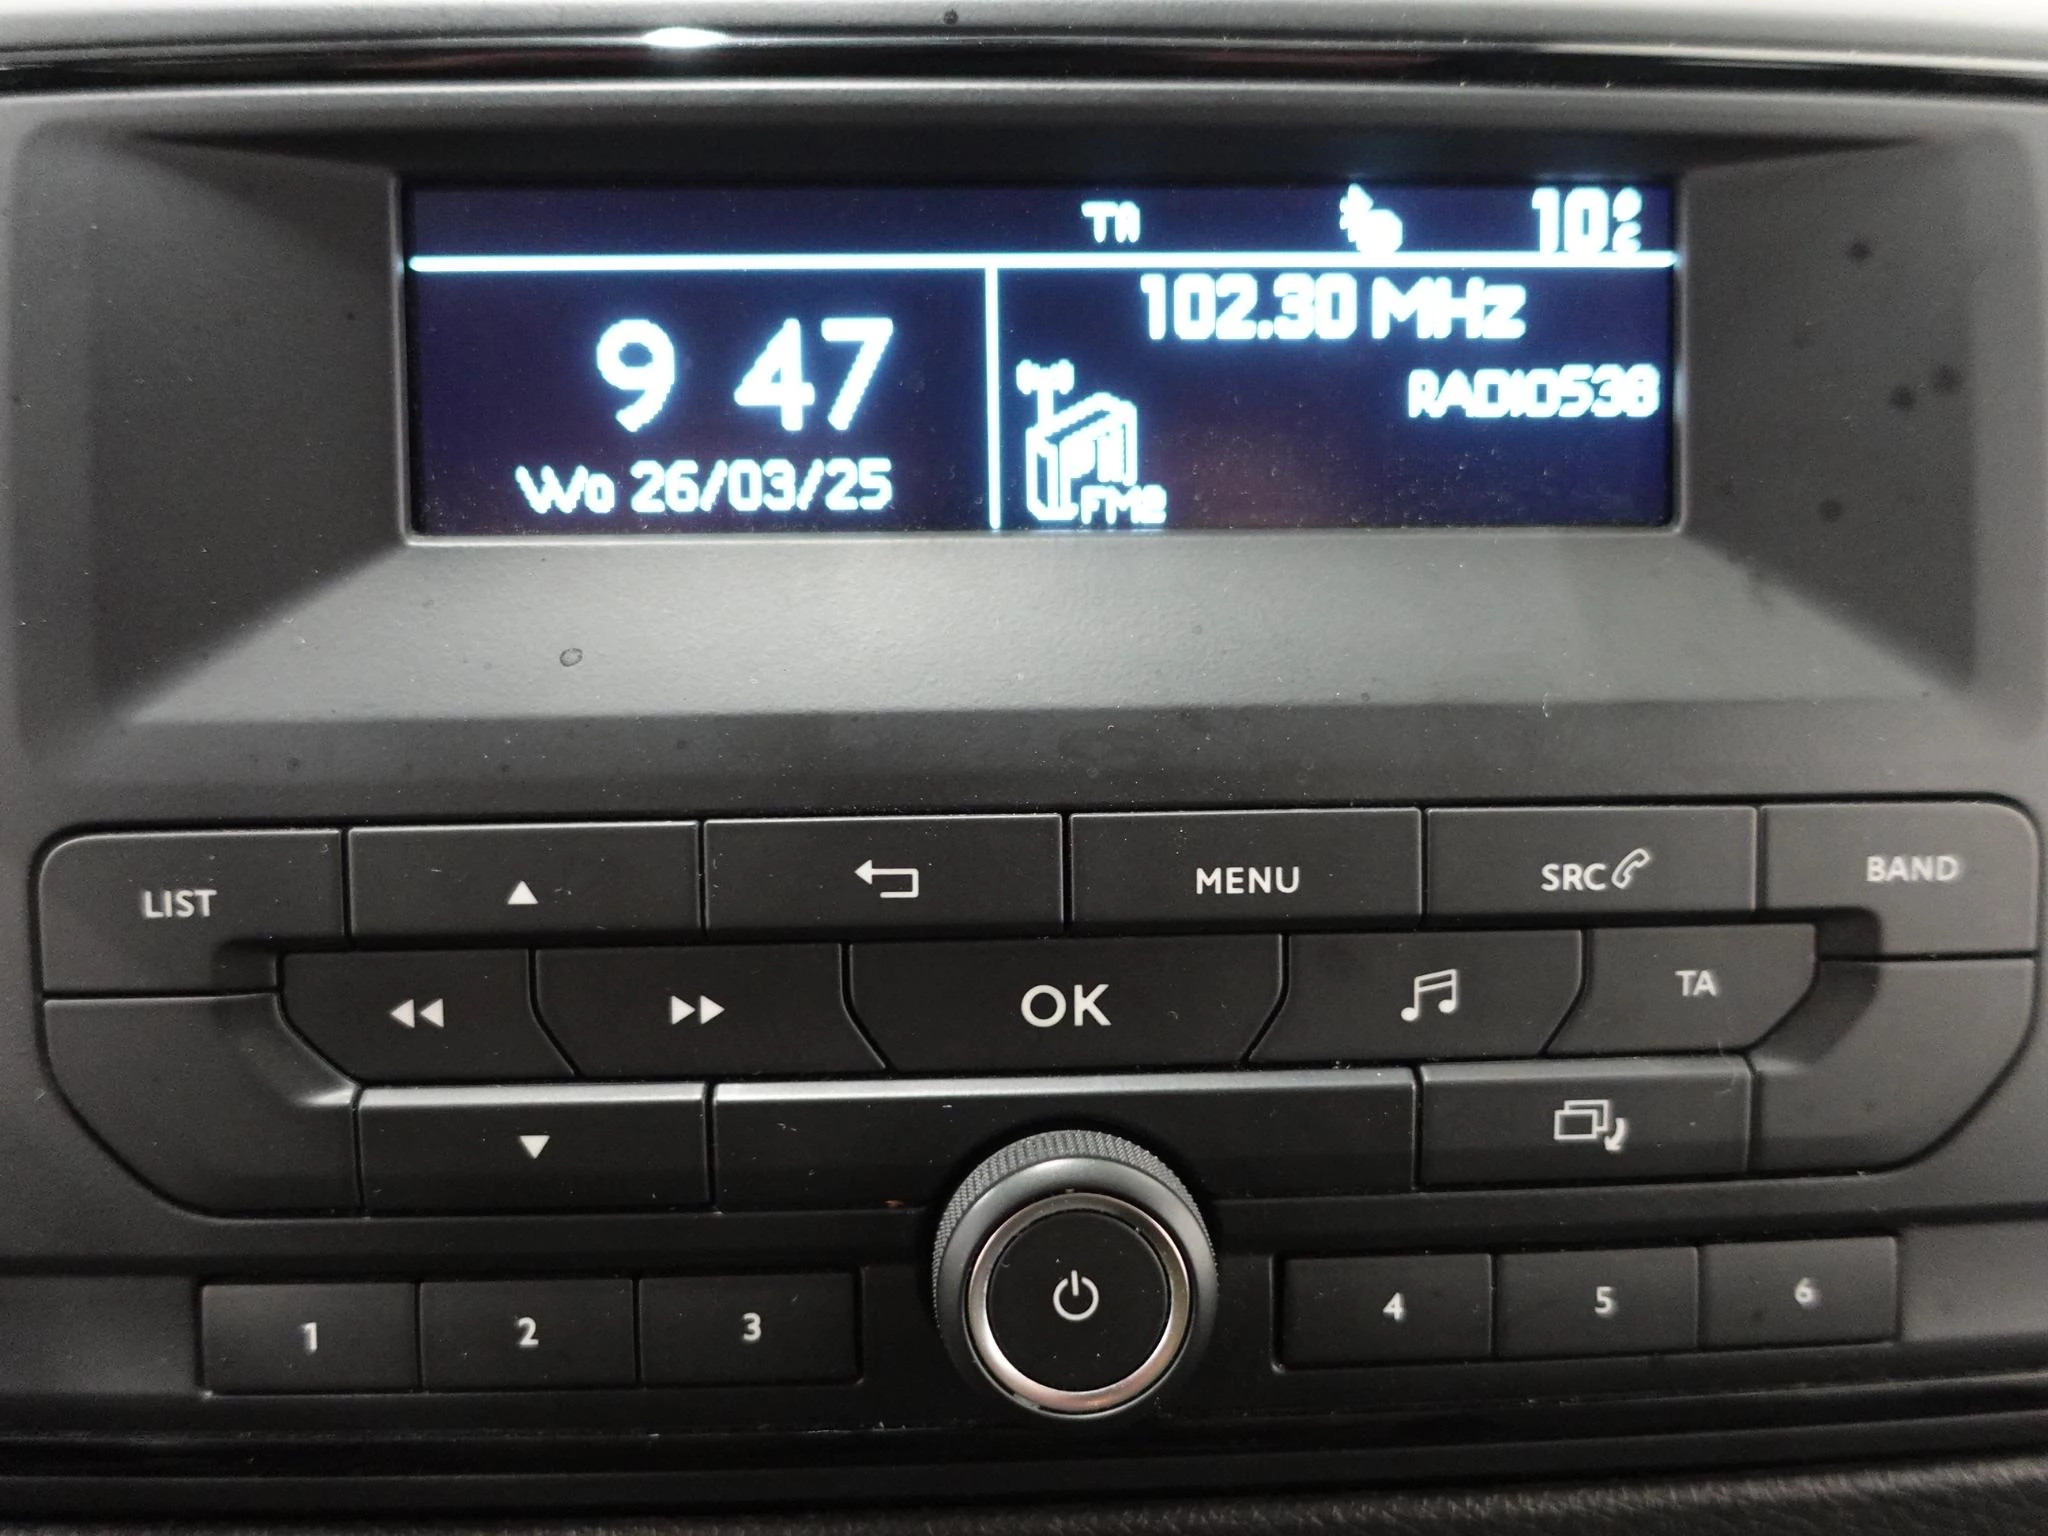 TA 10°C
9 47
102.30 MHz
RADIO538
Wo 26/03/25
FM2
LIST
MENU
SRC
BAND
OK
TA
1
2
3
4
5
6